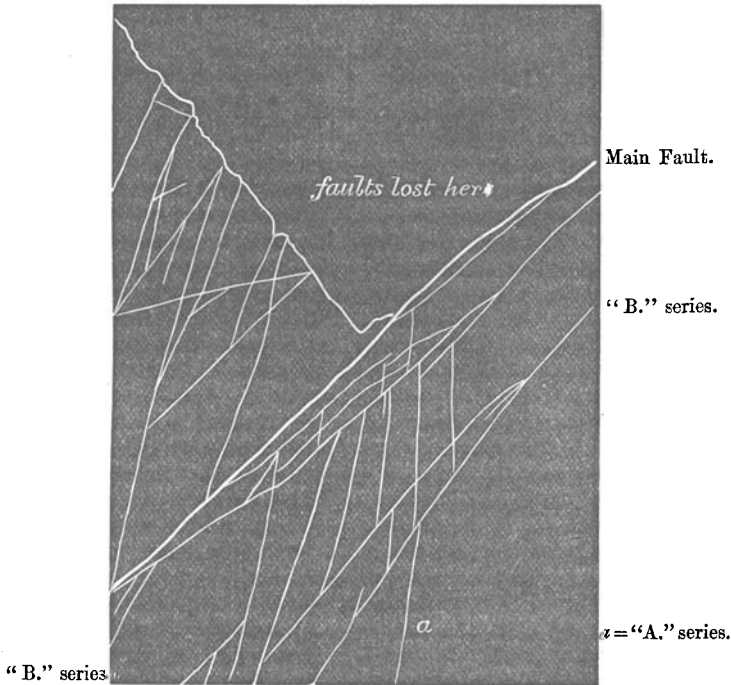 Main Fault.
faults lost here
“B.” series.
a
a=“A.” series.
“B.” series